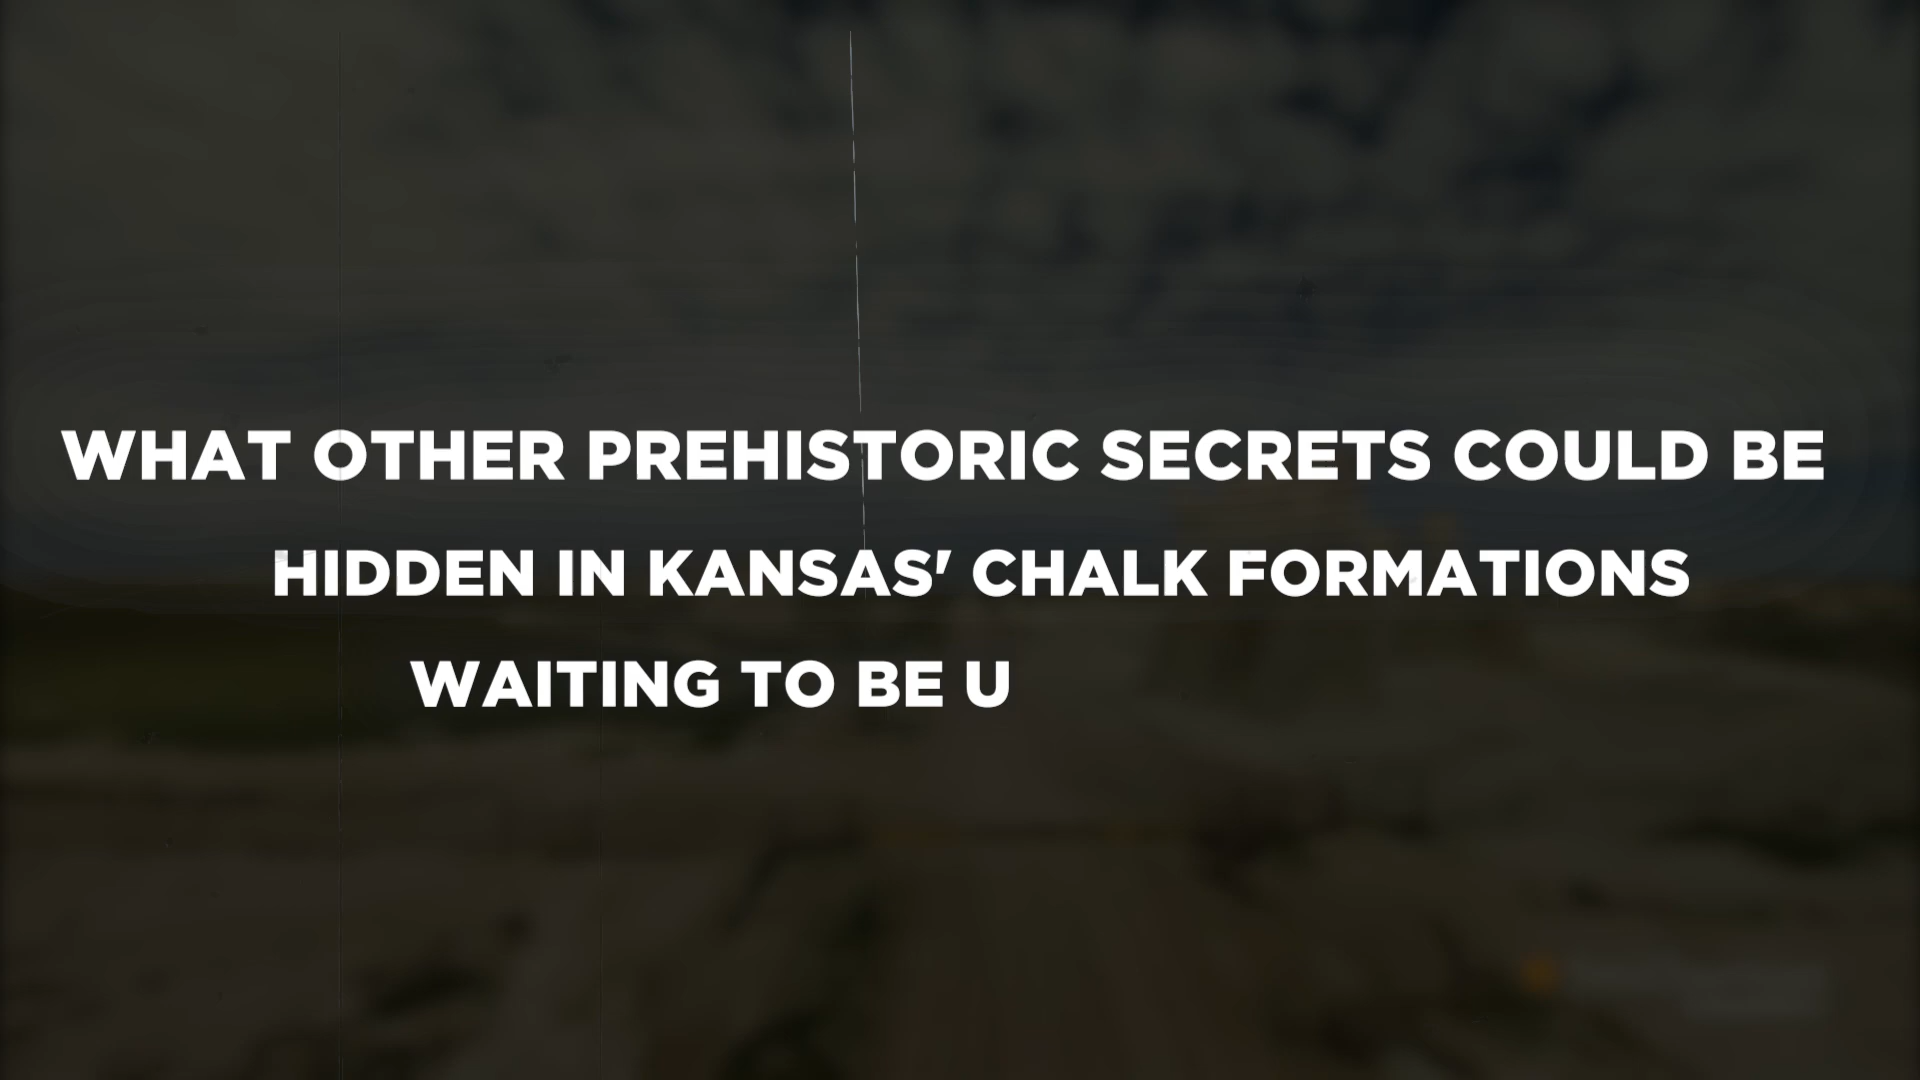 WHAT OTHER PREHISTORIC SECRETS COULD BE
HIDDEN IN KANSAS' CHALK FORMATIONS
WAITING TO BE U